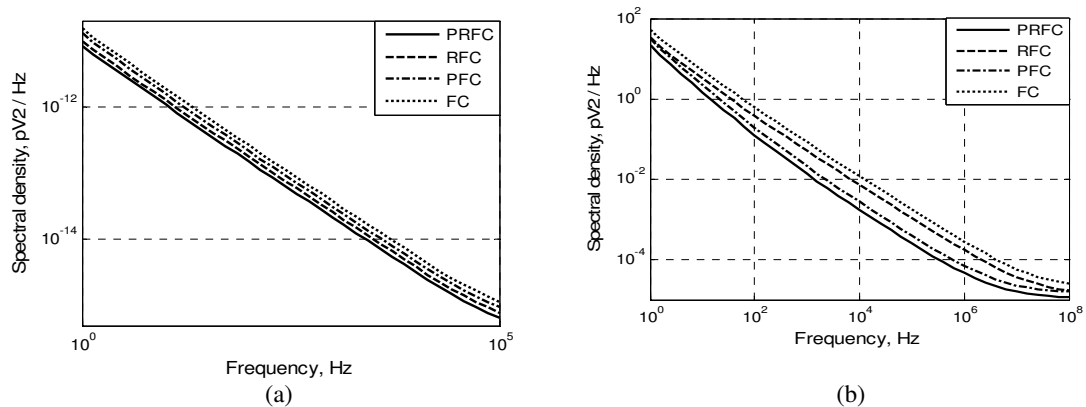 PRFC
RFC
PFC
FC
Spectral density, pV2 / Hz
10^-12
10^-14
10^0
10^5
Frequency, Hz
(a)
PRFC
RFC
PFC
FC
Spectral density, pV2 / Hz
10^2
10^0
10^-2
10^-4
10^0
10^2
10^4
10^6
10^8
Frequency, Hz
(b)